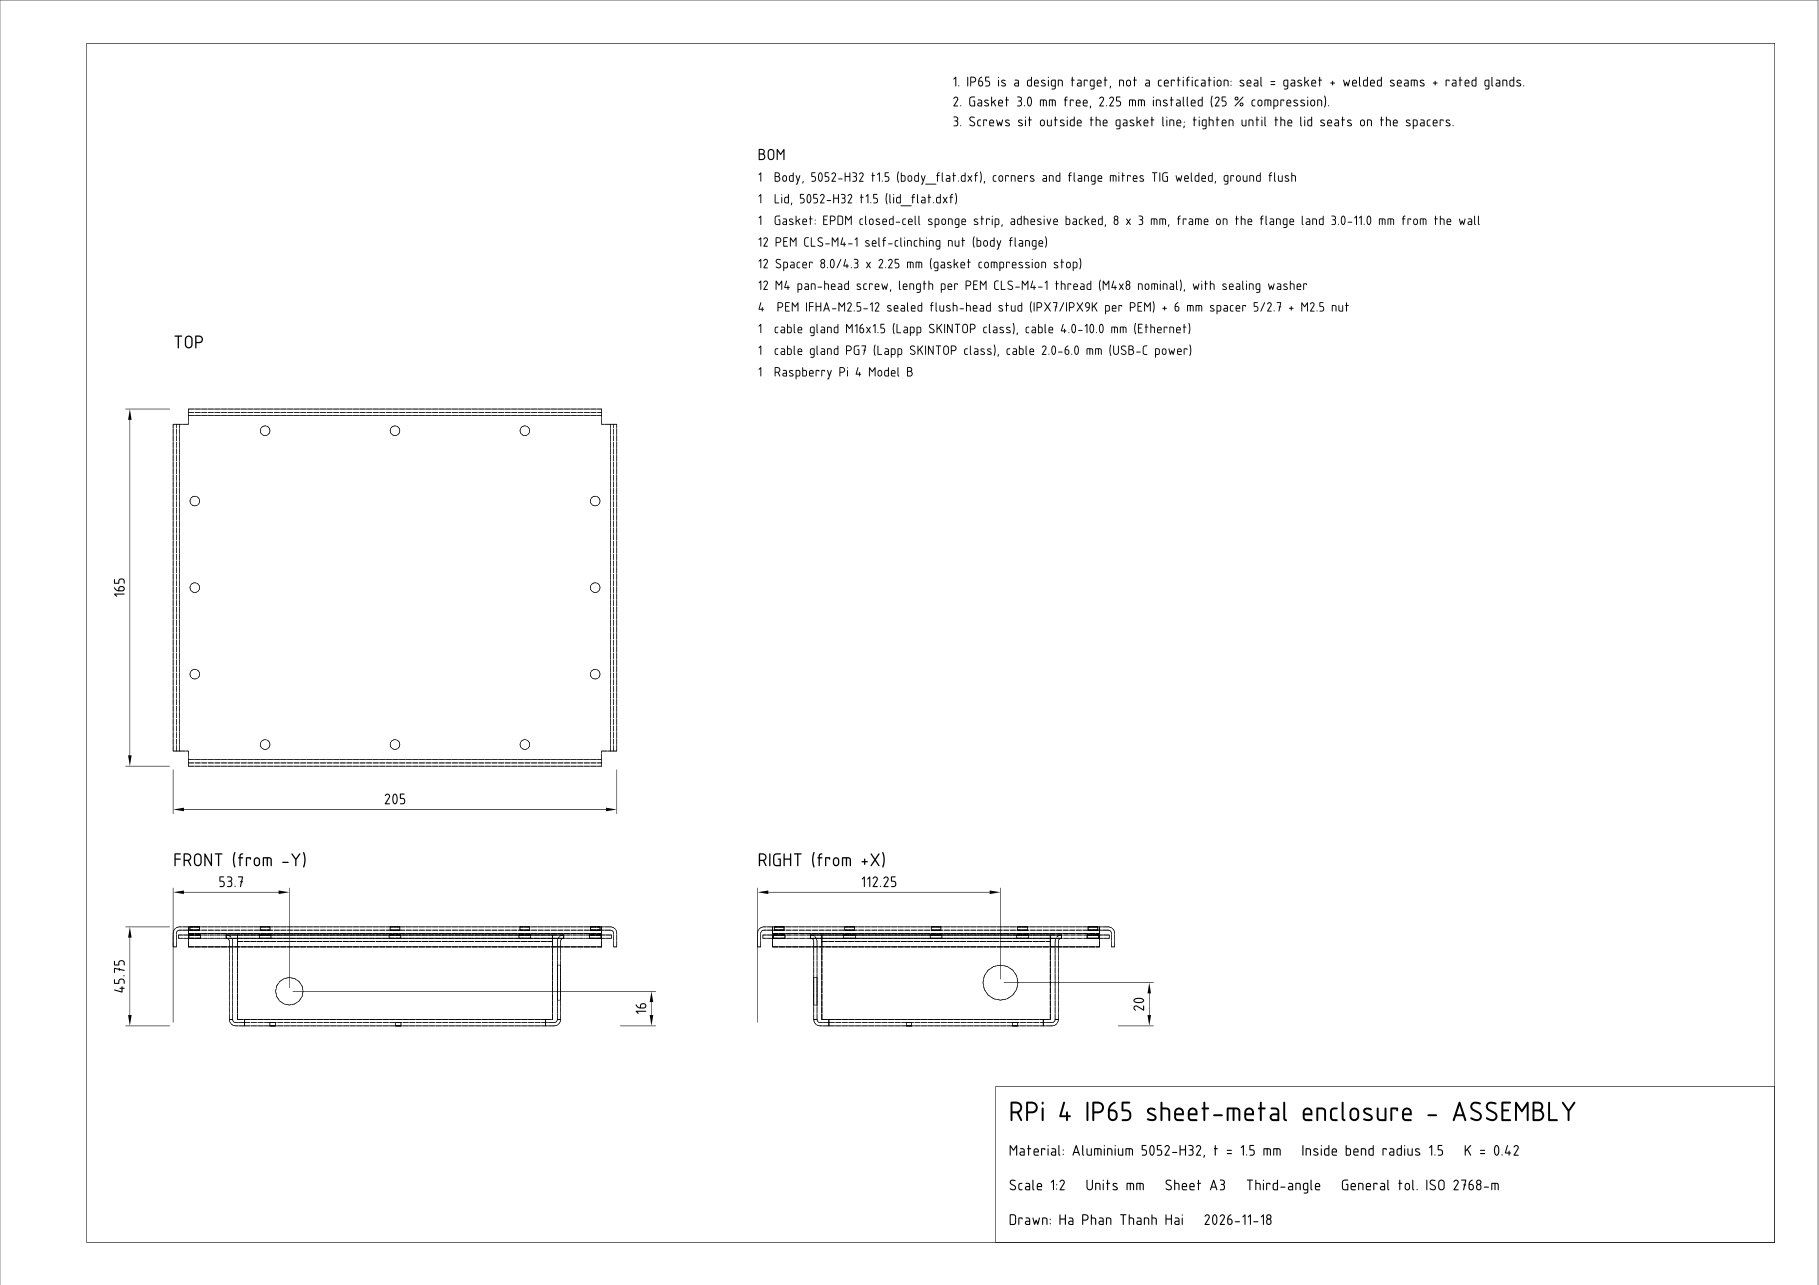 1. IP65 is a design target, not a certification: seal = gasket + welded seams + rated glands.
2. Gasket 3.0 mm free, 2.25 mm installed (25 % compression).
3. Screws sit outside the gasket line; tighten until the lid seats on the spacers.
BOM
1 Body, 5052-H32 t1.5 (body_flat.dxf), corners and flange mitres TIG welded, ground flush
1 Lid, 5052-H32 t1.5 (lid_flat.dxf)
1 Gasket: EPDM closed-cell sponge strip, adhesive backed, 8 x 3 mm, frame on the flange land 3.0-11.0 mm from the wall
12 PEM CLS-M4-1 self-clinching nut (body flange)
12 Spacer 8.0/4.3 x 2.25 mm (gasket compression stop)
12 M4 pan-head screw, length per PEM CLS-M4-1 thread (M4x8 nominal), with sealing washer
4 PEM IFHA-M2.5-12 sealed flush-head stud (IPX7/IPX9K per PEM) + 6 mm spacer 5/2.7 + M2.5 nut
1 cable gland M16x1.5 (Lapp SKINTOP class), cable 4.0-10.0 mm (Ethernet)
1 cable gland PG7 (Lapp SKINTOP class), cable 2.0-6.0 mm (USB-C power)
1 Raspberry Pi 4 Model B
TOP
165
205
FRONT (from -Y)
53.7
45.75
16
RIGHT (from +X)
112.25
20
RPi 4 IP65 sheet-metal enclosure - ASSEMBLY
Material: Aluminium 5052-H32, t = 1.5 mm Inside bend radius 1.5 K = 0.42
Scale 1:2 Units mm Sheet A3 Third-angle General tol. ISO 2768-m
Drawn: Ha Phan Thanh Hai 2026-11-18